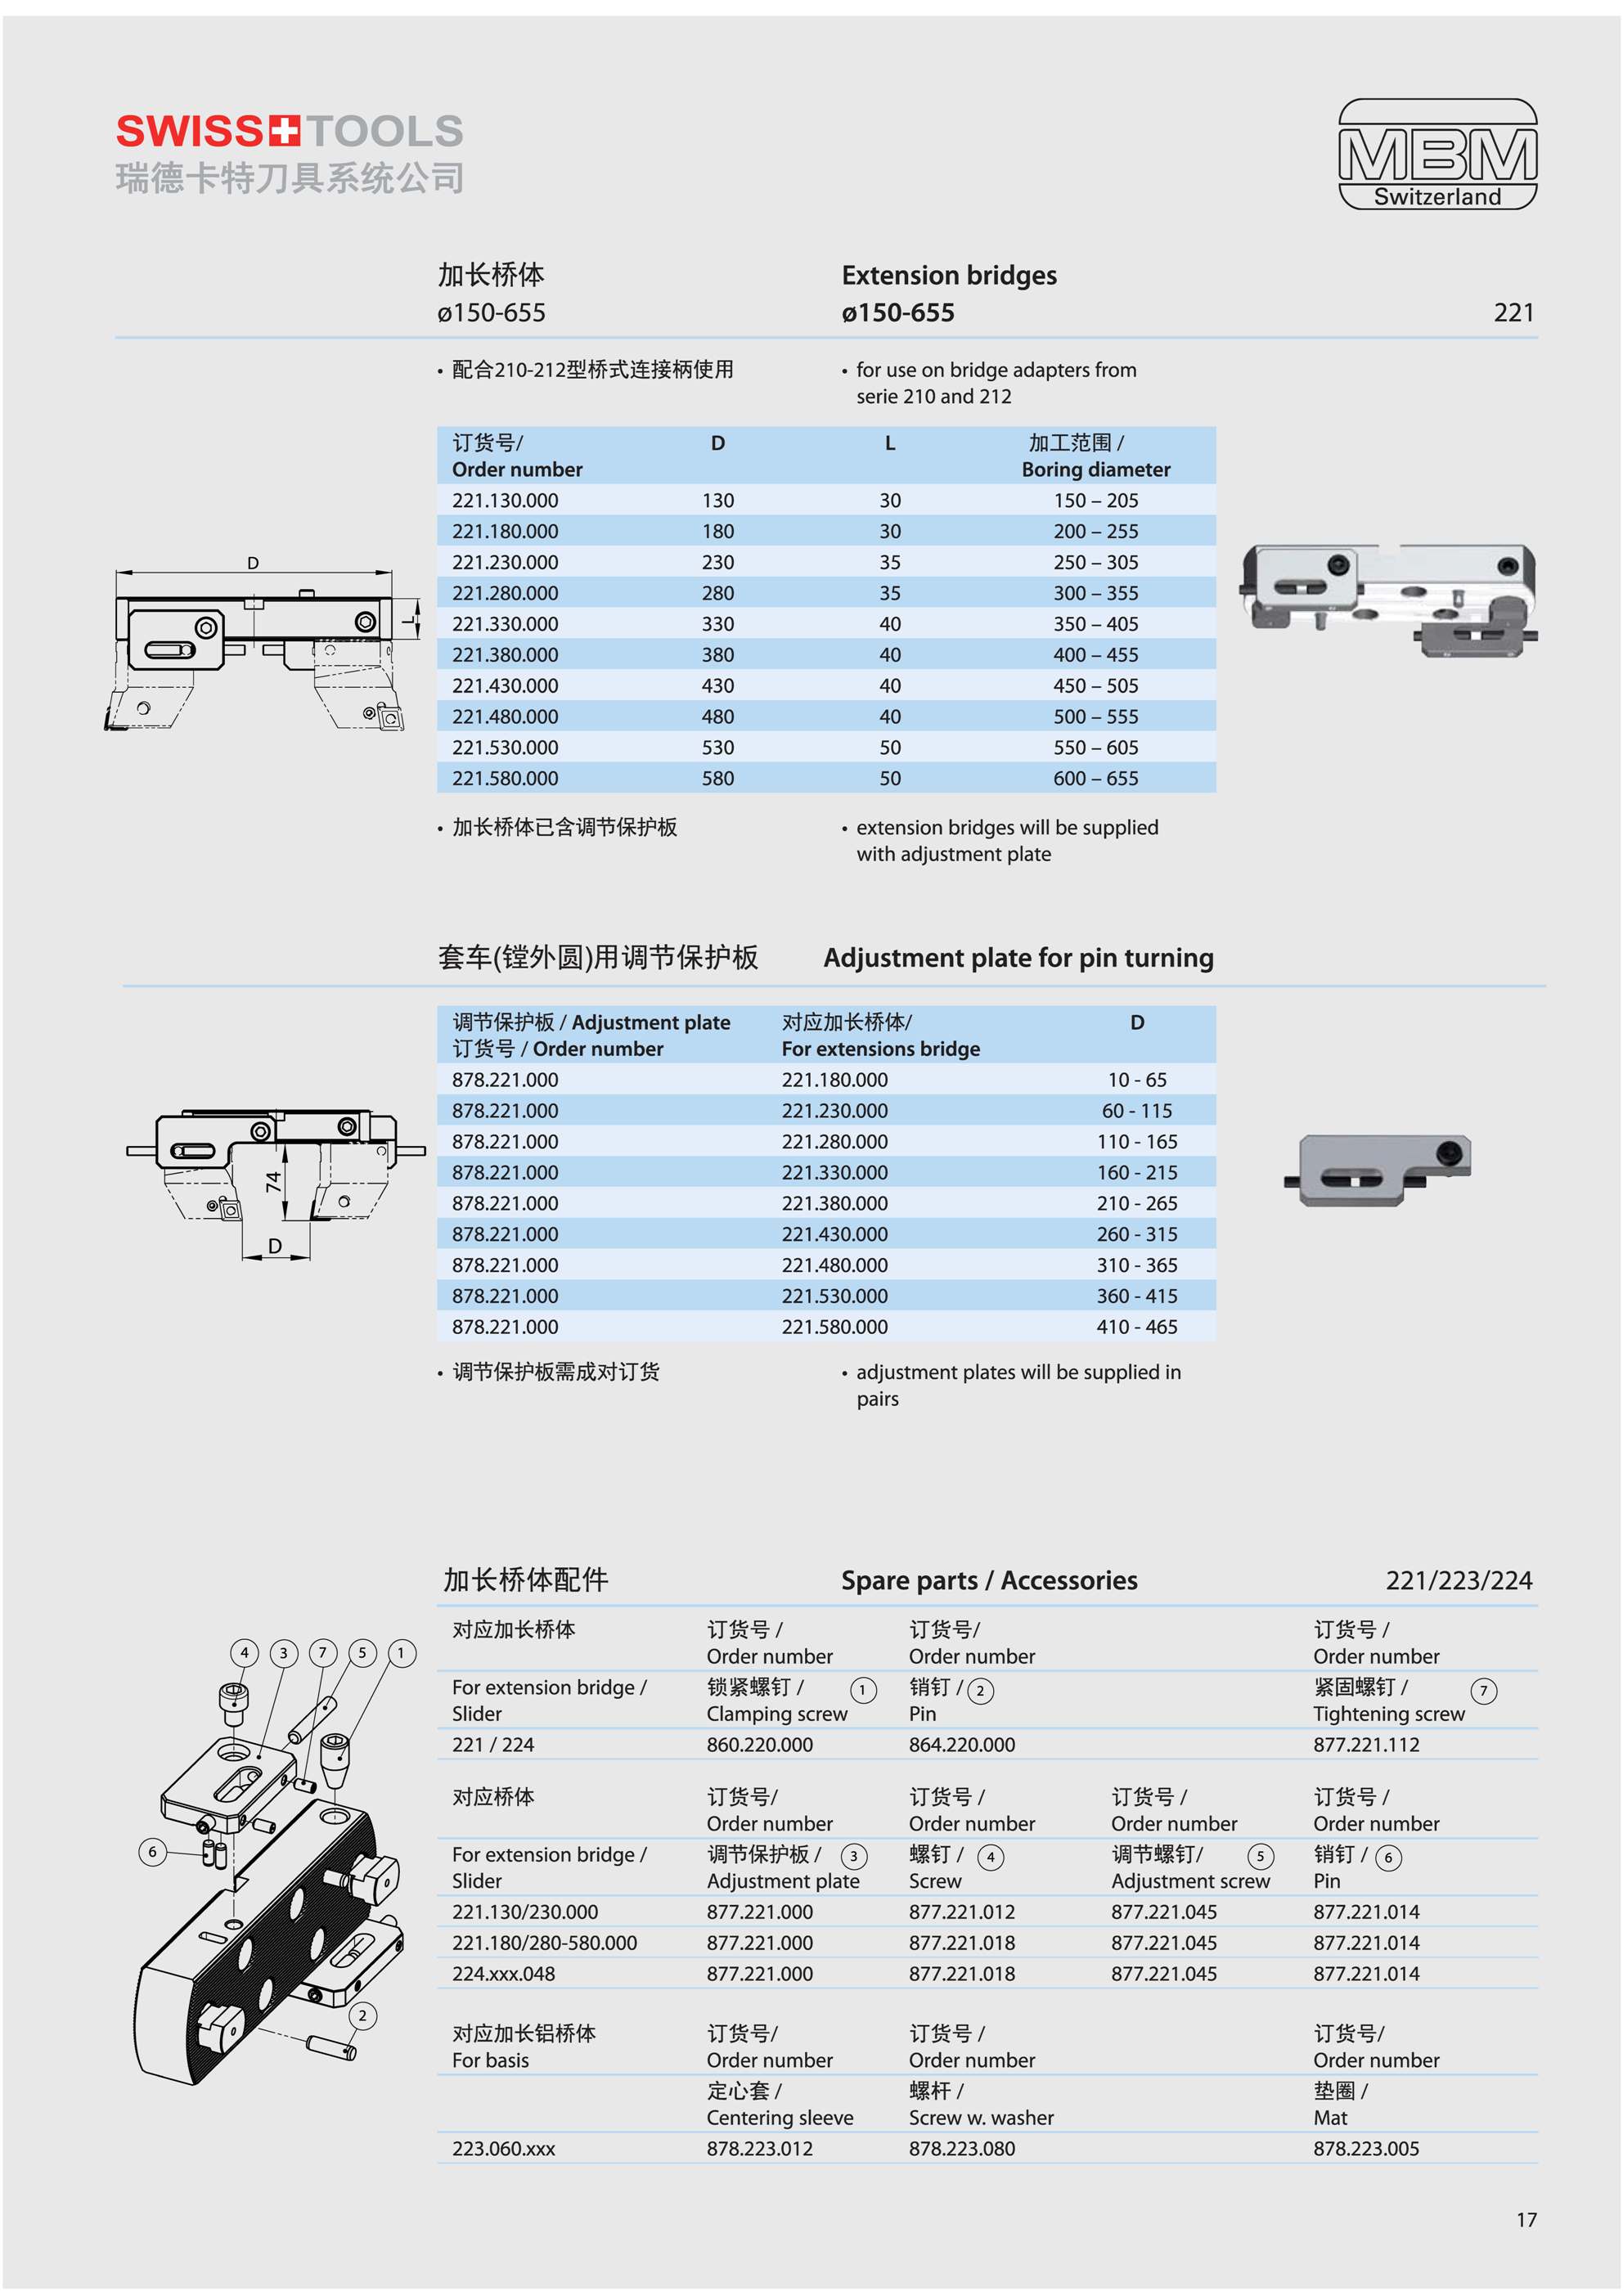 SWISS TOOLS
瑞德卡特刀具系统公司
MBM
Switzerland
加长桥体 Extension bridges
ø150-655 ø150-655 221
• 配合210-212型桥式连接柄使用 • for use on bridge adapters from
serie 210 and 212
订货号/ D L 加工范围 /
Order number Boring diameter
221.130.000 130 30 150 – 205
221.180.000 180 30 200 – 255
221.230.000 230 35 250 – 305
221.280.000 280 35 300 – 355
221.330.000 330 40 350 – 405
221.380.000 380 40 400 – 455
221.430.000 430 40 450 – 505
221.480.000 480 40 500 – 555
221.530.000 530 50 550 – 605
221.580.000 580 50 600 – 655
D
L
• 加长桥体已含调节保护板 • extension bridges will be supplied
with adjustment plate
套车(镗外圆)用调节保护板 Adjustment plate for pin turning
调节保护板 / Adjustment plate 对应加长桥体/ D
订货号 / Order number For extensions bridge
878.221.000 221.180.000 10 - 65
878.221.000 221.230.000 60 - 115
878.221.000 221.280.000 110 - 165
878.221.000 221.330.000 160 - 215
878.221.000 221.380.000 210 - 265
878.221.000 221.430.000 260 - 315
878.221.000 221.480.000 310 - 365
878.221.000 221.530.000 360 - 415
878.221.000 221.580.000 410 - 465
74
D
• 调节保护板需成对订货 • adjustment plates will be supplied in
pairs
加长桥体配件 Spare parts / Accessories 221/223/224
对应加长桥体 订货号 / 订货号/ 订货号 /
Order number Order number Order number
For extension bridge / 锁紧螺钉 / 1 销钉 / 2 紧固螺钉 / 7
Slider Clamping screw Pin Tightening screw
221 / 224 860.220.000 864.220.000 877.221.112
对应桥体 订货号/ 订货号 / 订货号 / 订货号 /
Order number Order number Order number Order number
For extension bridge / 调节保护板 / 3 螺钉 / 4 调节螺钉/ 5 销钉 / 6
Slider Adjustment plate Screw Adjustment screw Pin
221.130/230.000 877.221.000 877.221.012 877.221.045 877.221.014
221.180/280-580.000 877.221.000 877.221.018 877.221.045 877.221.014
224.xxx.048 877.221.000 877.221.018 877.221.045 877.221.014
对应加长铝桥体 订货号/ 订货号 / 订货号/
For basis Order number Order number Order number
定心套 / 螺杆 / 垫圈 /
Centering sleeve Screw w. washer Mat
223.060.xxx 878.223.012 878.223.080 878.223.005
4 3 7 5 1
6
2
17